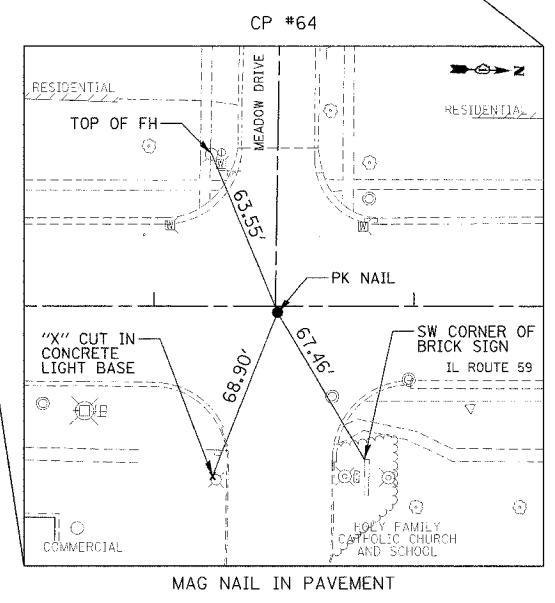 CP #64
RESIDENTIAL
MEADOW DRIVE
N
RESIDENTIAL
TOP OF FH
W
63.55'
W
W
PK NAIL
"X" CUT IN
CONCRETE
LIGHT BASE
68.90'
67.46'
SW CORNER OF
BRICK SIGN
IL ROUTE 59
HOLY FAMILY
CATHOLIC CHURCH
AND SCHOOL
COMMERCIAL
MAG NAIL IN PAVEMENT